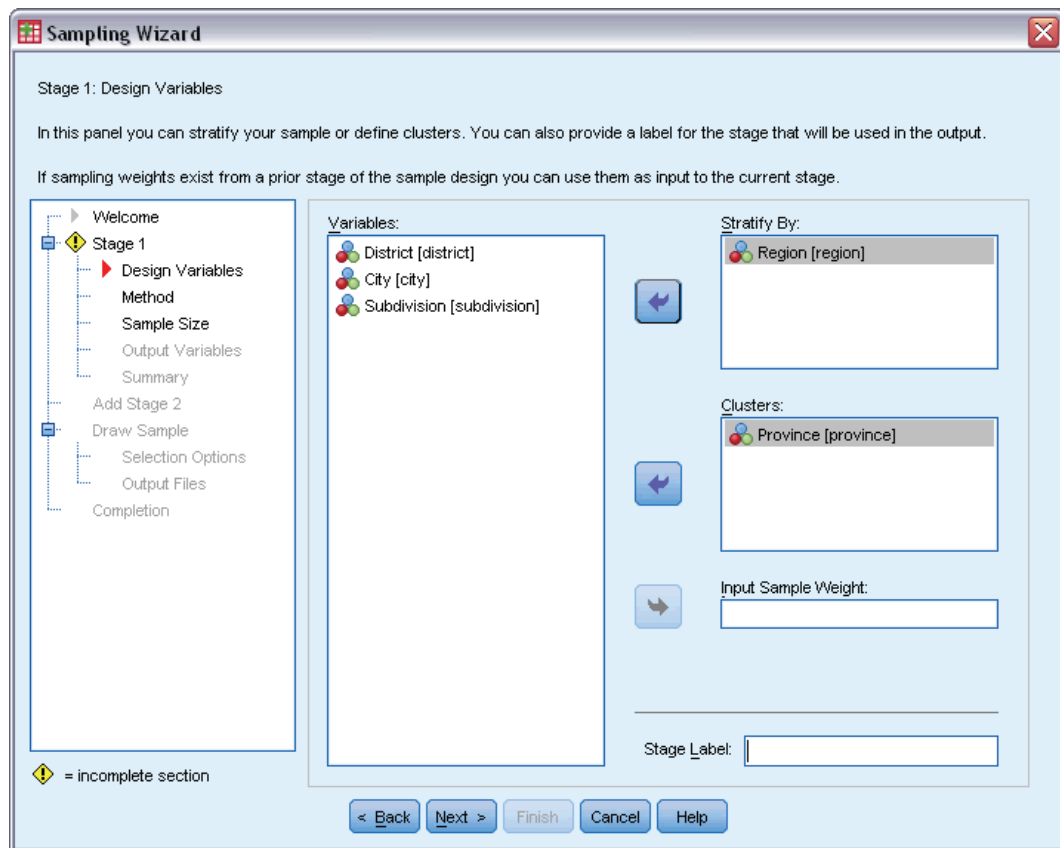 Sampling Wizard
Stage 1: Design Variables
In this panel you can stratify your sample or define clusters. You can also provide a label for the stage that will be used in the output.
If sampling weights exist from a prior stage of the sample design you can use them as input to the current stage.
Welcome
Stage 1
Design Variables
Method
Sample Size
Output Variables
Summary
Add Stage 2
Draw Sample
Selection Options
Output Files
Completion
! = incomplete section
Variables:
District [district]
City [city]
Subdivision [subdivision]
Stratify By:
Region [region]
Clusters:
Province [province]
Input Sample Weight:
Stage Label:
< Back
Next >
Finish
Cancel
Help